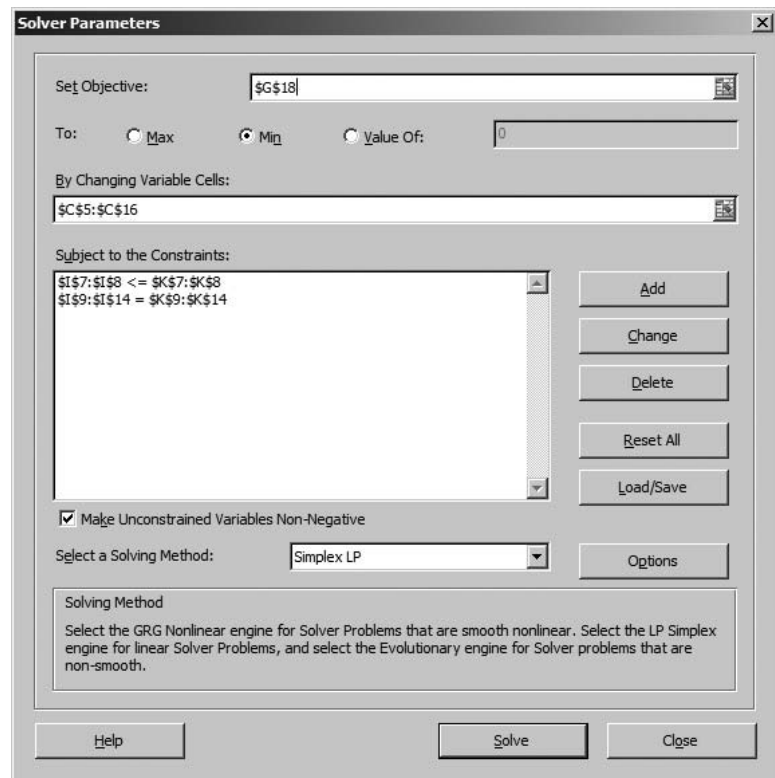 Solver Parameters
Set Objective:
$G$18
To:
Max
Min
Value Of:
0
By Changing Variable Cells:
$C$5:$C$16
Subject to the Constraints:
$I$7:$I$8 <= $K$7:$K$8
$I$9:$I$14 = $K$9:$K$14
Add
Change
Delete
Reset All
Load/Save
Make Unconstrained Variables Non-Negative
Select a Solving Method:
Simplex LP
Options
Solving Method
Select the GRG Nonlinear engine for Solver Problems that are smooth nonlinear. Select the LP Simplex
engine for linear Solver Problems, and select the Evolutionary engine for Solver problems that are
non-smooth.
Help
Solve
Close